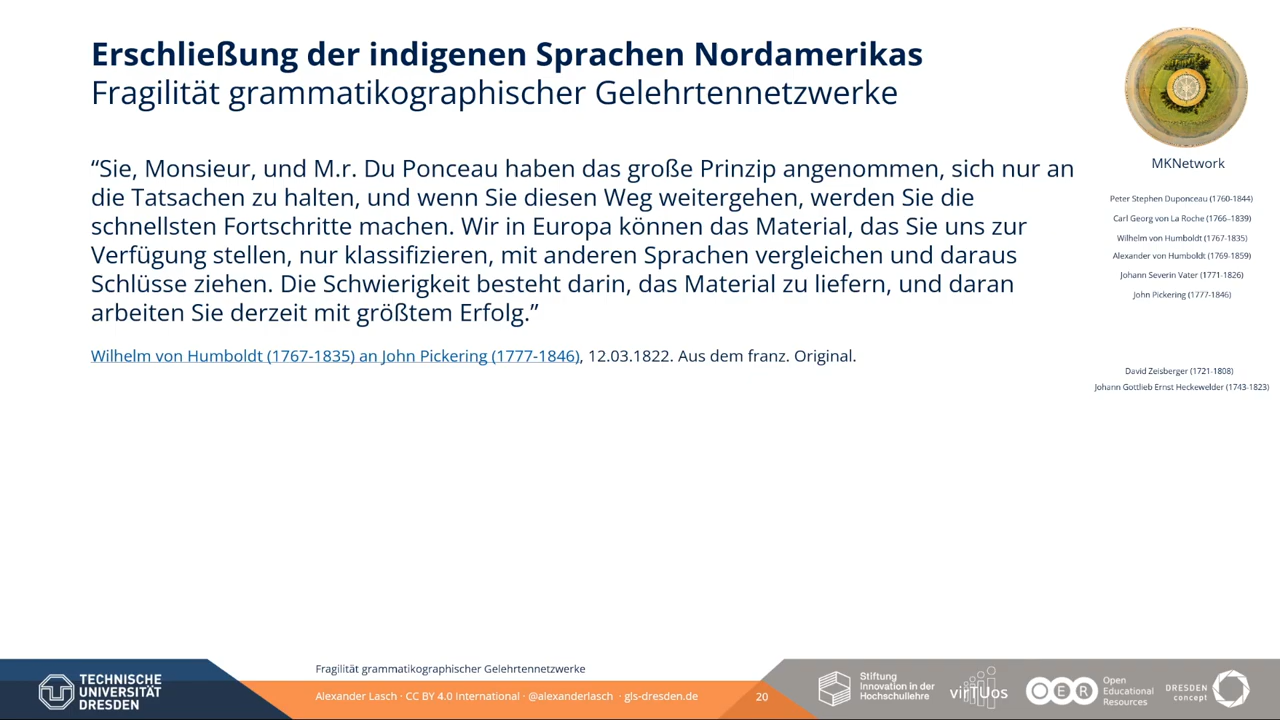 Erschließung der indigenen Sprachen Nordamerikas
Fragilität grammatikographischer Gelehrtennetzwerke
“Sie, Monsieur, und M.r. Du Ponceau haben das große Prinzip angenommen, sich nur an
die Tatsachen zu halten, und wenn Sie diesen Weg weitergehen, werden Sie die
schnellsten Fortschritte machen. Wir in Europa können das Material, das Sie uns zur
Verfügung stellen, nur klassifizieren, mit anderen Sprachen vergleichen und daraus
Schlüsse ziehen. Die Schwierigkeit besteht darin, das Material zu liefern, und daran
arbeiten Sie derzeit mit größtem Erfolg.”
Wilhelm von Humboldt (1767-1835) an John Pickering (1777-1846), 12.03.1822. Aus dem franz. Original.
MKNetwork
Peter Stephen Duponceau (1760-1844)
Carl Georg von La Roche (1766–1839)
Wilhelm von Humboldt (1767-1835)
Alexander von Humboldt (1769-1859)
Johann Severin Vater (1771-1826)
John Pickering (1777-1846)
David Zeisberger (1721-1808)
Johann Gottlieb Ernst Heckewelder (1743-1823)
TECHNISCHE
UNIVERSITÄT
DRESDEN
Fragilität grammatikographischer Gelehrtennetzwerke
Alexander Lasch · CC BY 4.0 International · @alexanderlasch · gls-dresden.de
20
Stiftung
Innovation in der
Hochschullehre
virTUos
OER
Open
Educational
Resources
DRESDEN
concept